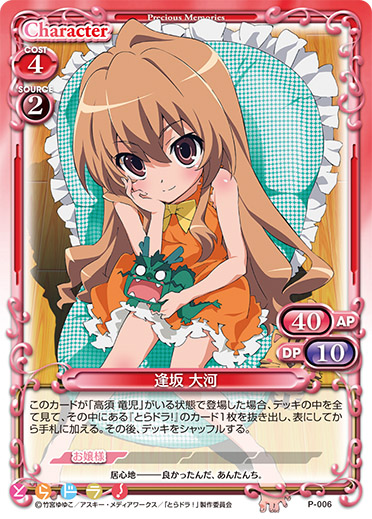 Precious Memories
Character
COST
4
SOURCE
2
40 AP
DP 10
逢坂 大河
このカードが「高須 竜児」がいる状態で登場した場合、デッキの中を全
て見て、その中にある『とらドラ！』のカード1枚を抜き出し、表にしてか
ら手札に加える。その後、デッキをシャッフルする。
お嬢様
居心地――良かったんだ、あんたんち。
とらドラ!
©竹宮ゆゆこ／アスキー・メディアワークス／「とらドラ！」製作委員会
P-006